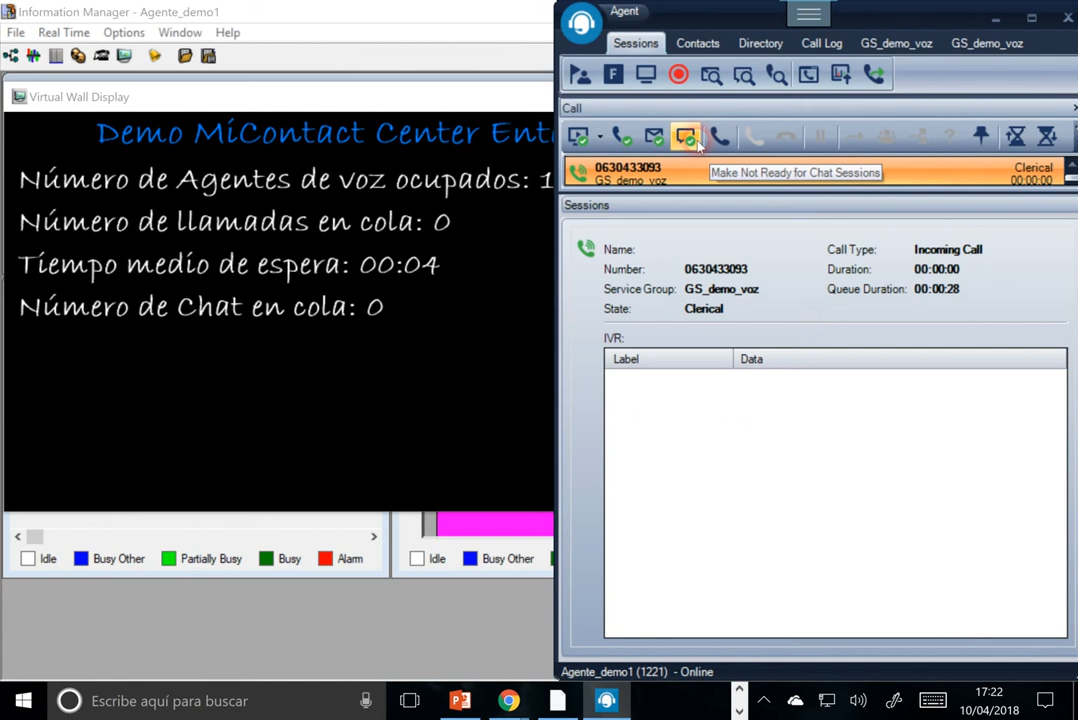 Information Manager - Agente_demo1
File Real Time Options Window Help
Virtual Wall Display
Demo MiContact Center Ente
Número de Agentes de voz ocupados: 1
Número de llamadas en cola: 0
Tiempo medio de espera: 00:04
Número de Chat en cola: 0
Idle Busy Other Partially Busy Busy Alarm
Idle Busy Other
Agent
Sessions Contacts Directory Call Log GS_demo_voz GS_demo_voz
F
Call
0630433093
GS_demo_voz
Make Not Ready for Chat Sessions
Clerical
00:00:00
Sessions
Name: Call Type: Incoming Call
Number: 0630433093 Duration: 00:00:00
Service Group: GS_demo_voz Queue Duration: 00:00:28
State: Clerical
IVR:
Label Data
Agente_demo1 (1221) - Online
Escribe aquí para buscar
17:22
10/04/2018